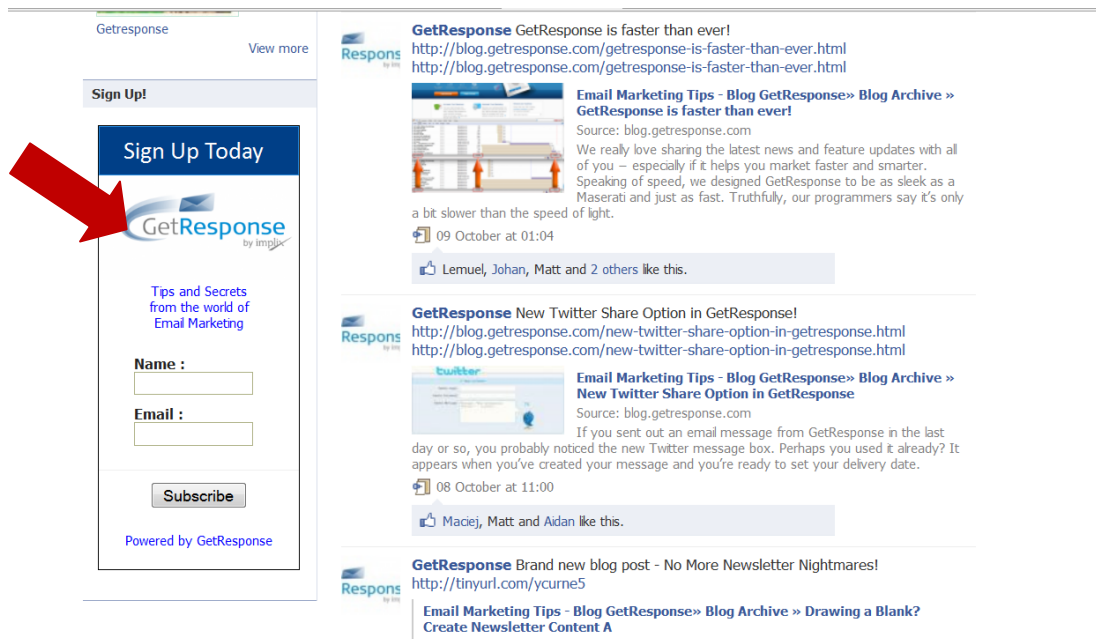 Getresponse
View more
Sign Up!
Sign Up Today
GetResponse
by implix
Tips and Secrets
from the world of
Email Marketing
Name :
Email :
Subscribe
Powered by GetResponse
Respons
GetResponse GetResponse is faster than ever!
http://blog.getresponse.com/getresponse-is-faster-than-ever.html
http://blog.getresponse.com/getresponse-is-faster-than-ever.html
Email Marketing Tips - Blog GetResponse» Blog Archive »
GetResponse is faster than ever!
Source: blog.getresponse.com
We really love sharing the latest news and feature updates with all
of you – especially if it helps you market faster and smarter.
Speaking of speed, we designed GetResponse to be as sleek as a
Maserati and just as fast. Truthfully, our programmers say it's only
a bit slower than the speed of light.
09 October at 01:04
Lemuel, Johan, Matt and 2 others like this.
Respons
GetResponse New Twitter Share Option in GetResponse!
http://blog.getresponse.com/new-twitter-share-option-in-getresponse.html
http://blog.getresponse.com/new-twitter-share-option-in-getresponse.html
twitter
Email Marketing Tips - Blog GetResponse» Blog Archive »
New Twitter Share Option in GetResponse
Source: blog.getresponse.com
If you sent out an email message from GetResponse in the last
day or so, you probably noticed the new Twitter message box. Perhaps you used it already? It
appears when you've created your message and you're ready to set your delivery date.
08 October at 11:00
Maciej, Matt and Aidan like this.
Respons
GetResponse Brand new blog post - No More Newsletter Nightmares!
http://tinyurl.com/ycurne5
Email Marketing Tips - Blog GetResponse» Blog Archive » Drawing a Blank?
Create Newsletter Content A